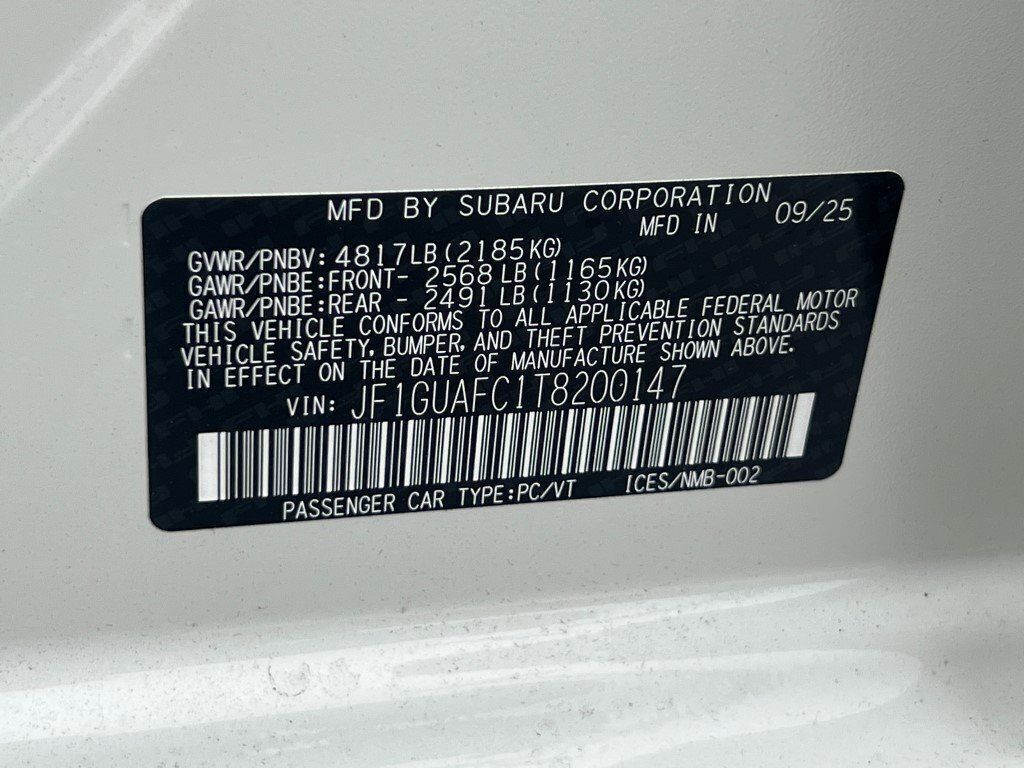 MFD BY SUBARU CORPORATION
MFD IN 09/25
GVWR/PNBV: 4817LB(2185KG)
GAWR/PNBE:FRONT- 2568 LB(1165KG)
GAWR/PNBE:REAR - 2491 LB(1130KG)
THIS VEHICLE CONFORMS TO ALL APPLICABLE FEDERAL MOTOR
VEHICLE SAFETY, BUMPER, AND THEFT PREVENTION STANDARDS
IN EFFECT ON THE DATE OF MANUFACTURE SHOWN ABOVE.
VIN: JF1GUAFC1T8200147
PASSENGER CAR TYPE:PC/VT ICES/NMB-002